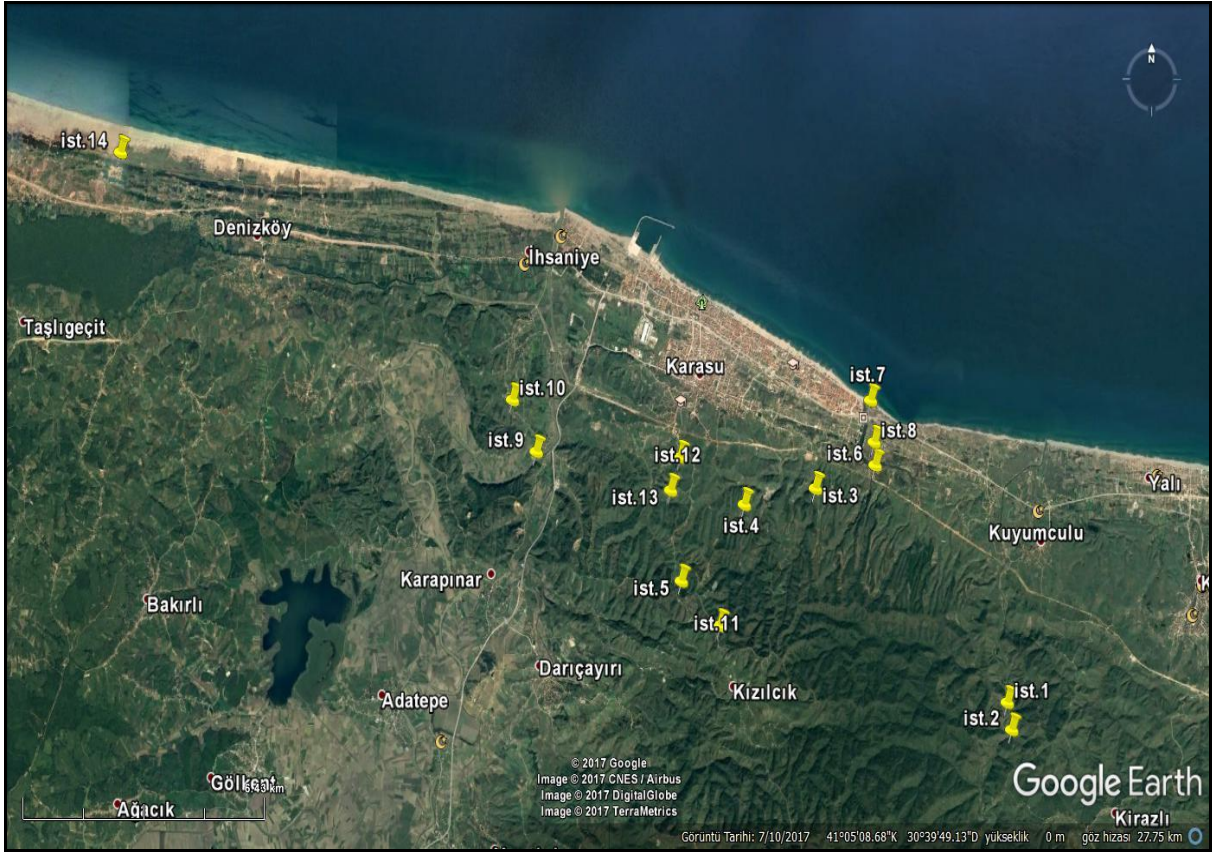 N
ist.14
Denizköy
İhsaniye
Taşlıgeçit
Karasu
ist.7
ist.10
ist.8
ist.9
ist.12
ist.6
ist.13
ist.3
ist.4
Yalı
Kuyumculu
Karapınar
ist.5
K
Bakırlı
ist.11
Darıçayırı
Kızılcık
ist.1
Adatepe
ist.2
© 2017 Google
Image © 2017 CNES / Airbus
Image © 2017 DigitalGlobe
Image © 2017 TerraMetrics
Google Earth
Gölkent
Ağacık
Kirazlı
Görüntü Tarihi: 7/10/2017 41°05'08.68"K 30°39'49.13"D yükseklik 0 m göz hizası 27.75 km